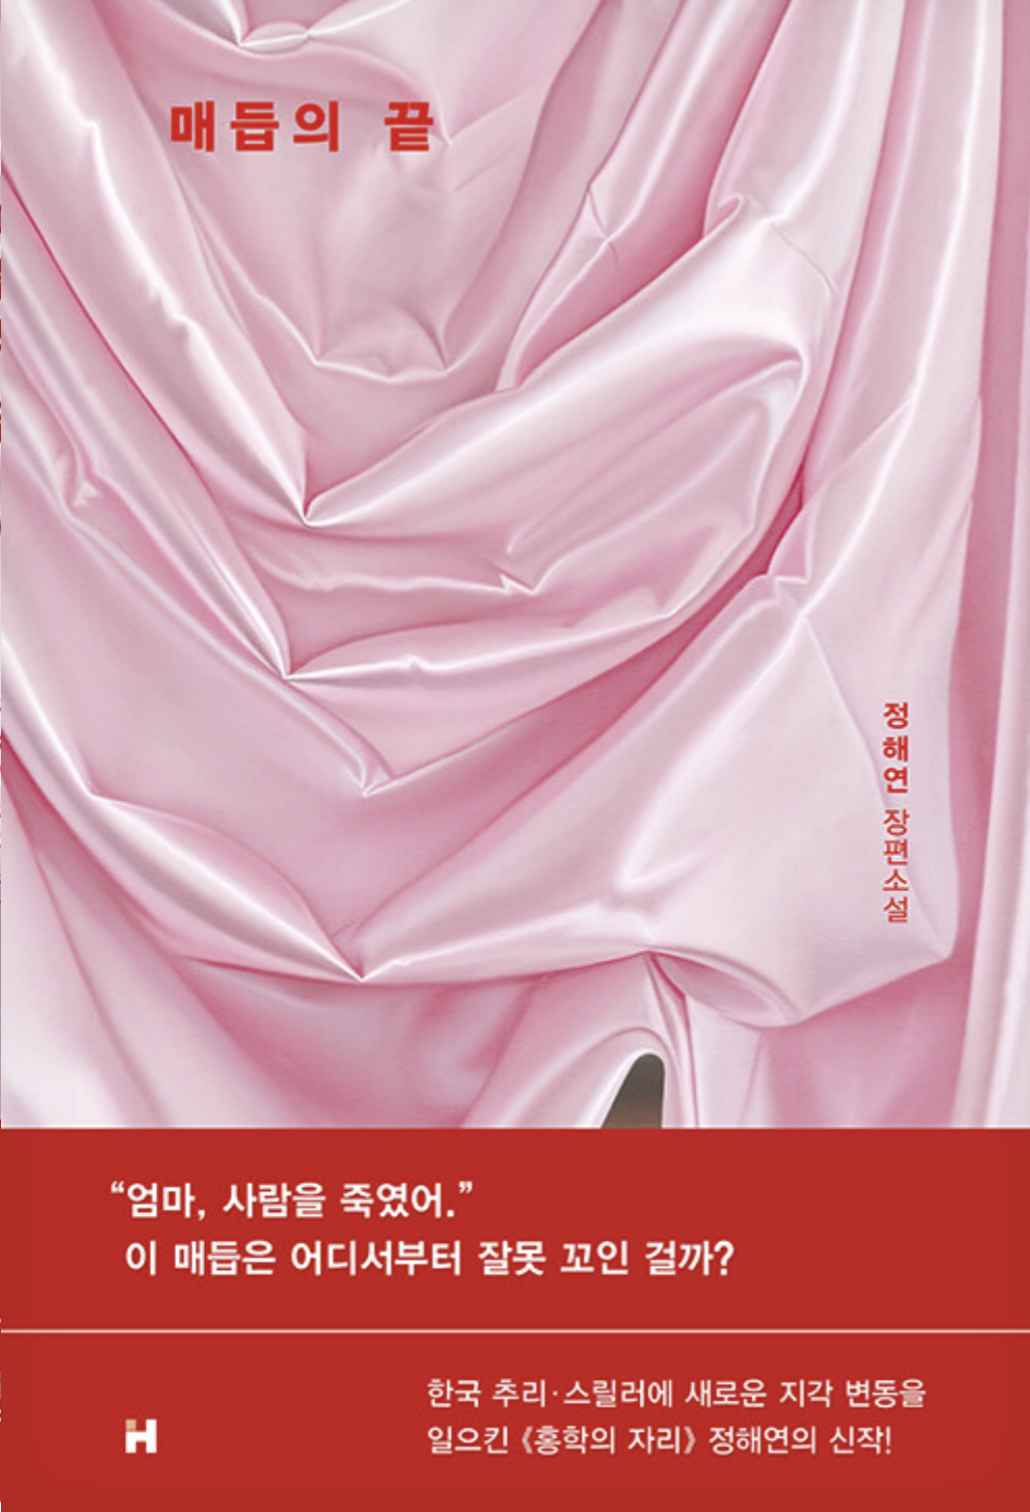 매듭의 끝
정해연 장편소설
“엄마, 사람을 죽였어.”
이 매듭은 어디서부터 잘못 꼬인 걸까?
한국 추리·스릴러에 새로운 지각 변동을
일으킨 《홍학의 자리》 정해연의 신작!
H